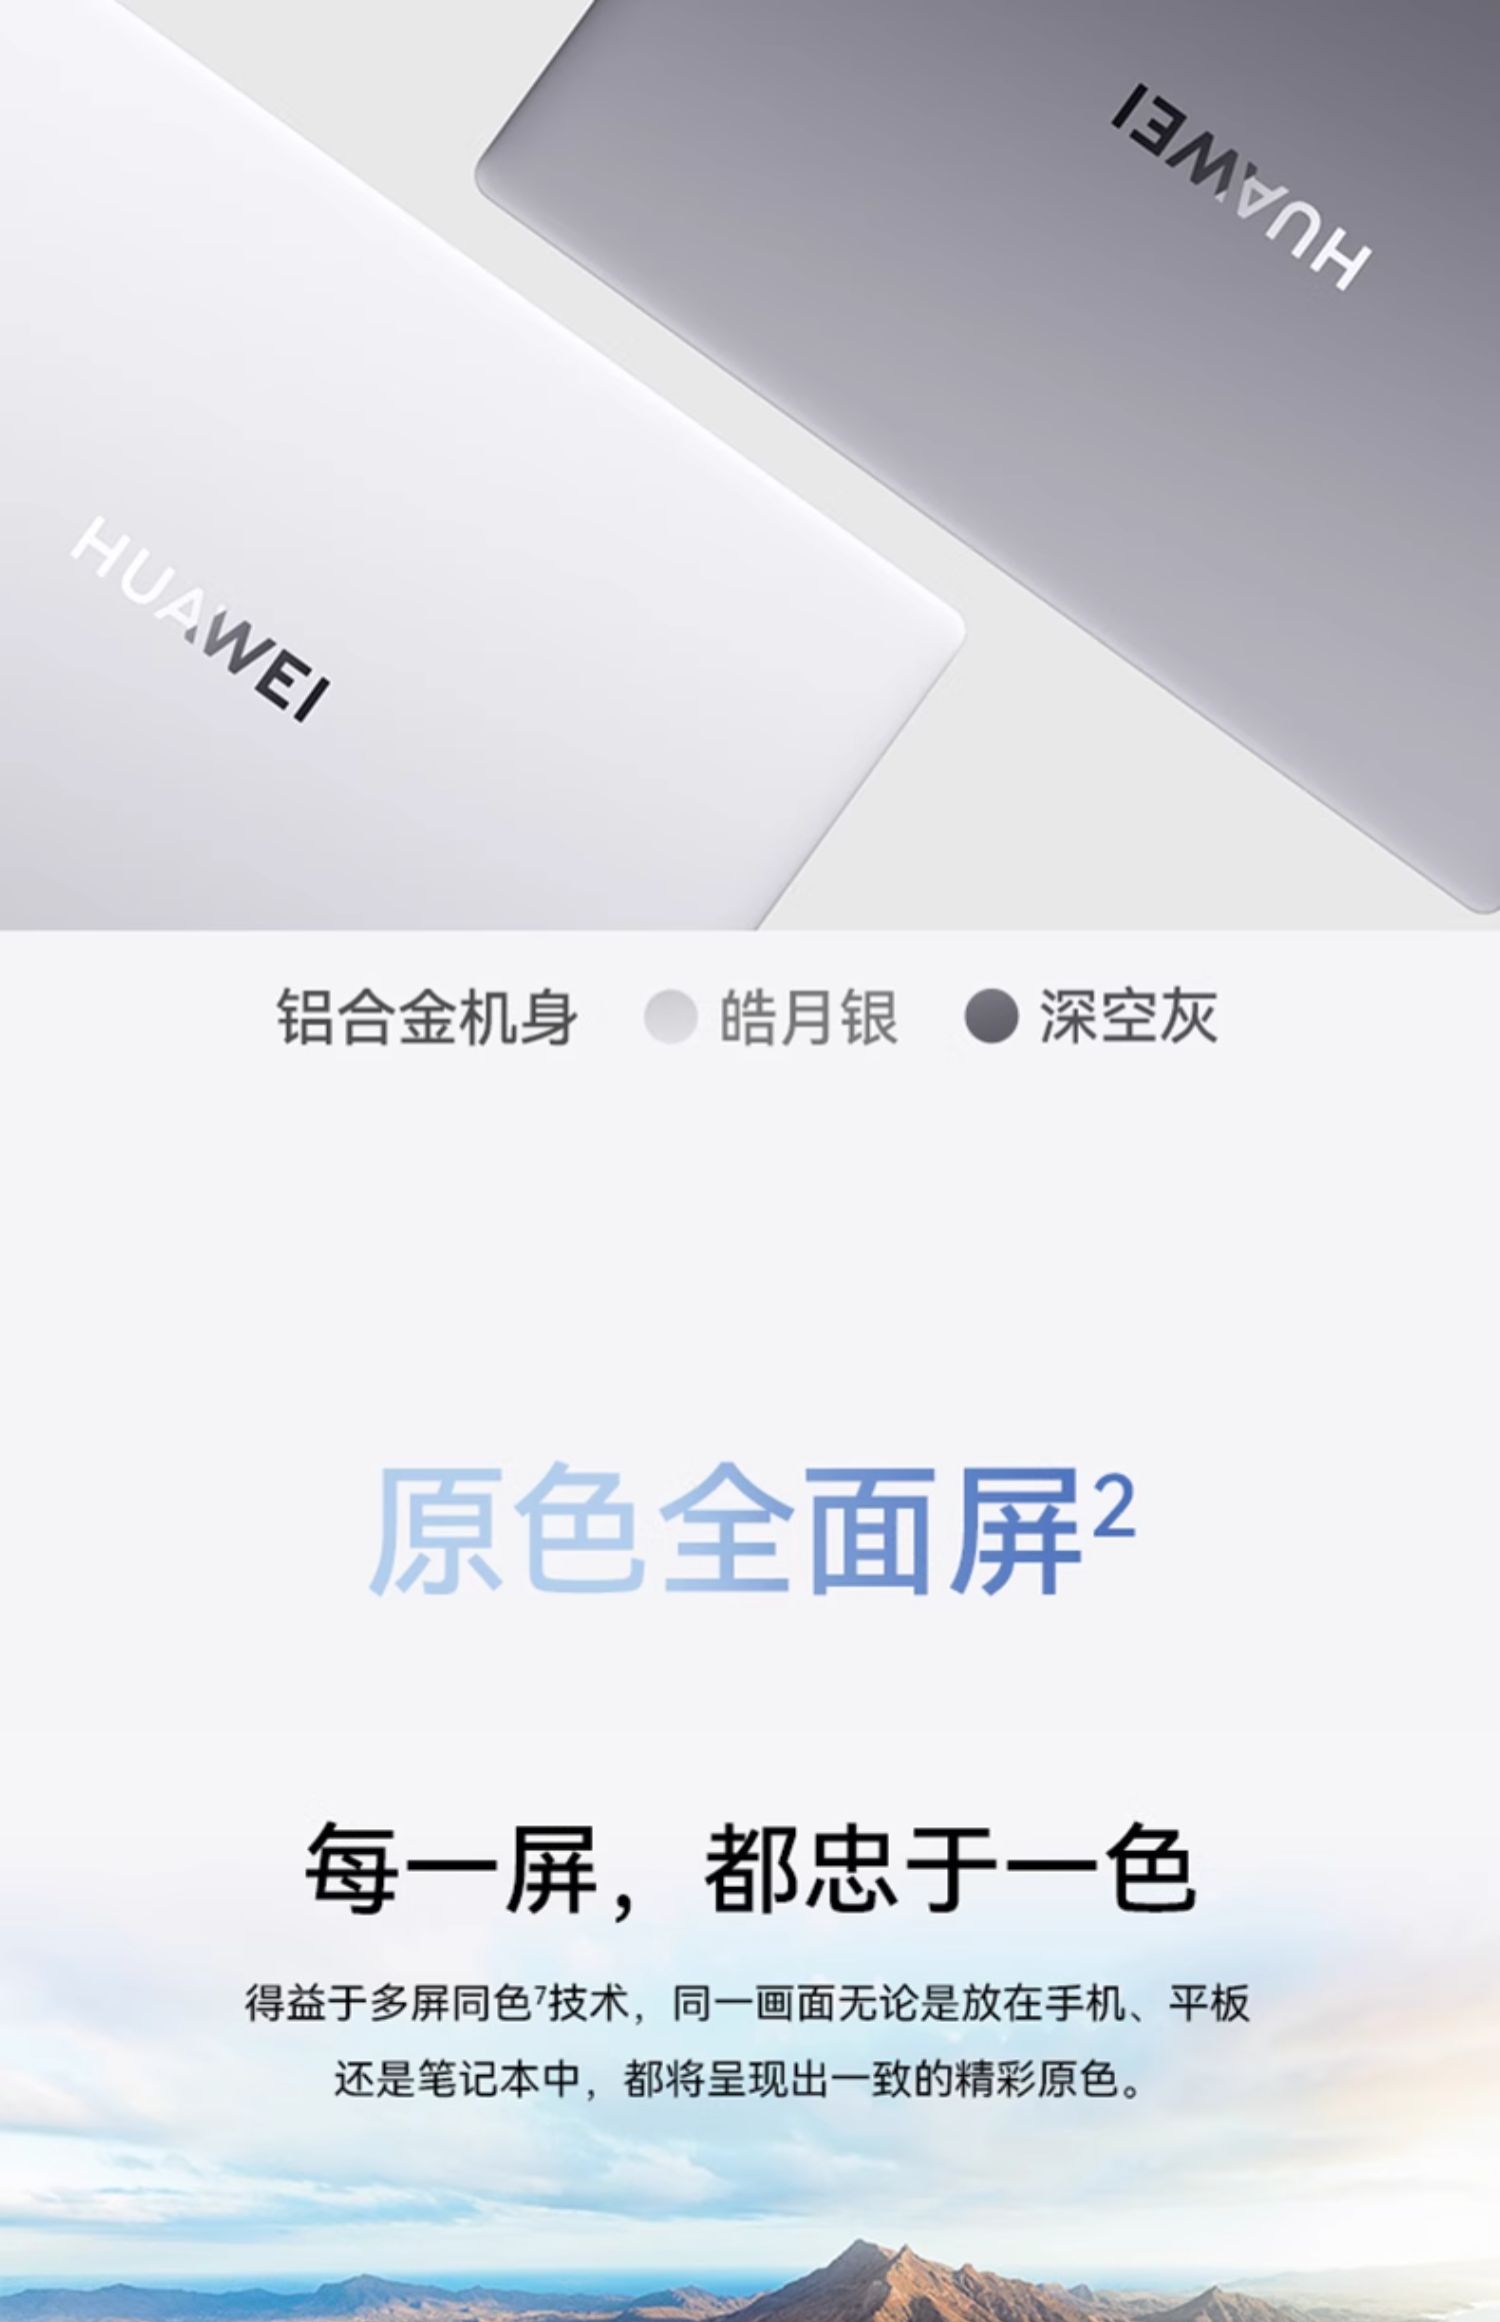 HUAWEI
HUAWEI
铝合金机身 皓月银 深空灰
原色全面屏²
每一屏，都忠于一色
得益于多屏同色⁷技术，同一画面无论是放在手机、平板
还是笔记本中，都将呈现出一致的精彩原色。